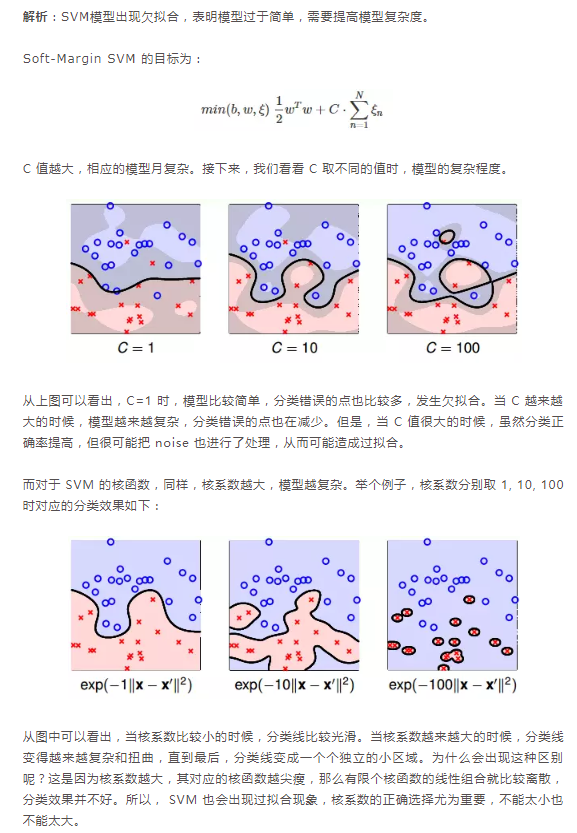 解析：SVM模型出现欠拟合，表明模型过于简单，需要提高模型复杂度。
Soft-Margin SVM 的目标为：
min(b, w, ξ) 1/2 wᵀw + C · ∑ₙ₌₁ᴺ ξₙ
C 值越大，相应的模型月复杂。接下来，我们看看 C 取不同的值时，模型的复杂程度。
C = 1 C = 10 C = 100
从上图可以看出，C=1 时，模型比较简单，分类错误的点也比较多，发生欠拟合。当 C 越来越
大的时候，模型越来越复杂，分类错误的点也在减少。但是，当 C 值很大的时候，虽然分类正
确率提高，但很可能把 noise 也进行了处理，从而可能造成过拟合。
而对于 SVM 的核函数，同样，核系数越大，模型越复杂。举个例子，核系数分别取 1, 10, 100
时对应的分类效果如下：
exp(−1‖x − x′‖²) exp(−10‖x − x′‖²) exp(−100‖x − x′‖²)
从图中可以看出，当核系数比较小的时候，分类线比较光滑。当核系数越来越大的时候，分类线
变得越来越复杂和扭曲，直到最后，分类线变成一个个独立的小区域。为什么会出现这种区别
呢？这是因为核系数越大，其对应的核函数越尖瘦，那么有限个核函数的线性组合就比较离散，
分类效果并不好。所以， SVM 也会出现过拟合现象，核系数的正确选择尤为重要，不能太小也
不能太大。